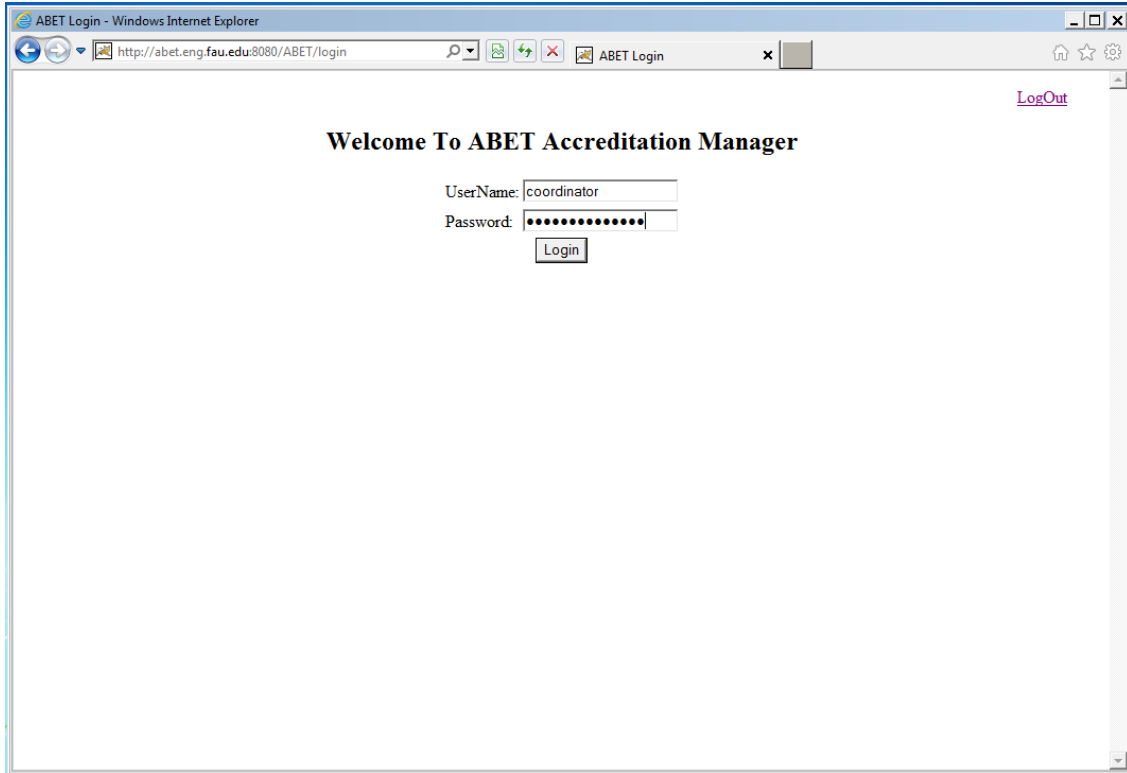 ABET Login - Windows Internet Explorer
http://abet.eng.fau.edu:8080/ABET/login
ABET Login
LogOut
Welcome To ABET Accreditation Manager
UserName: coordinator
Password: ●●●●●●●●●●●●●●
Login